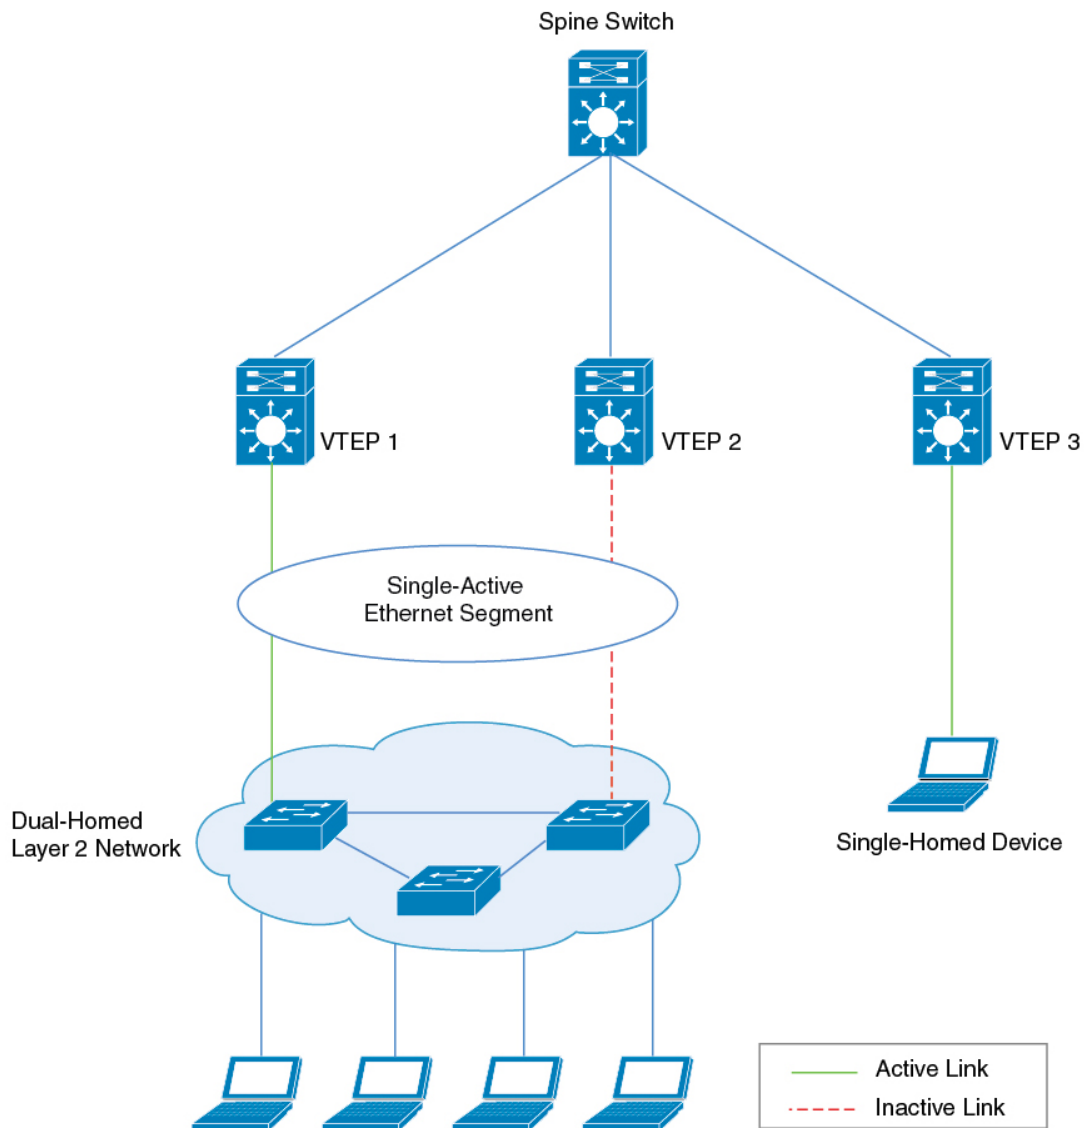 Spine Switch
VTEP 1
VTEP 2
VTEP 3
Single-Active
Ethernet Segment
Dual-Homed
Layer 2 Network
Single-Homed Device
Active Link
Inactive Link